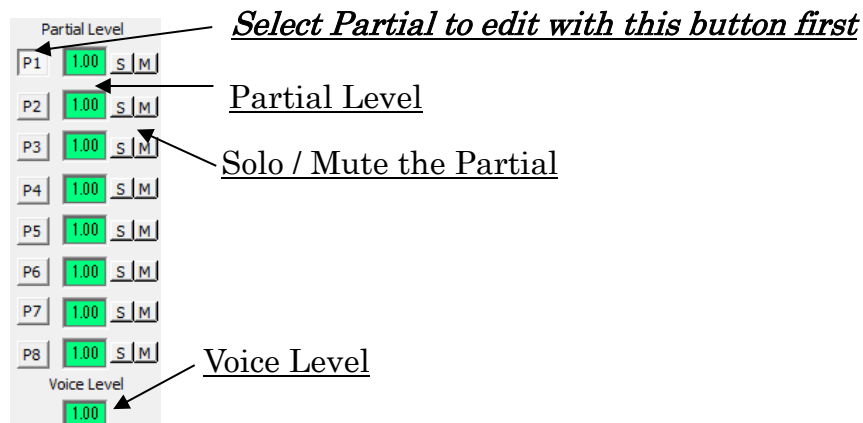 Select Partial to edit with this button first
Partial Level
P1 1.00 S M
Partial Level
P2 1.00 S M
P3 1.00 S M
Solo / Mute the Partial
P4 1.00 S M
P5 1.00 S M
P6 1.00 S M
P7 1.00 S M
P8 1.00 S M
Voice Level
Voice Level
1.00